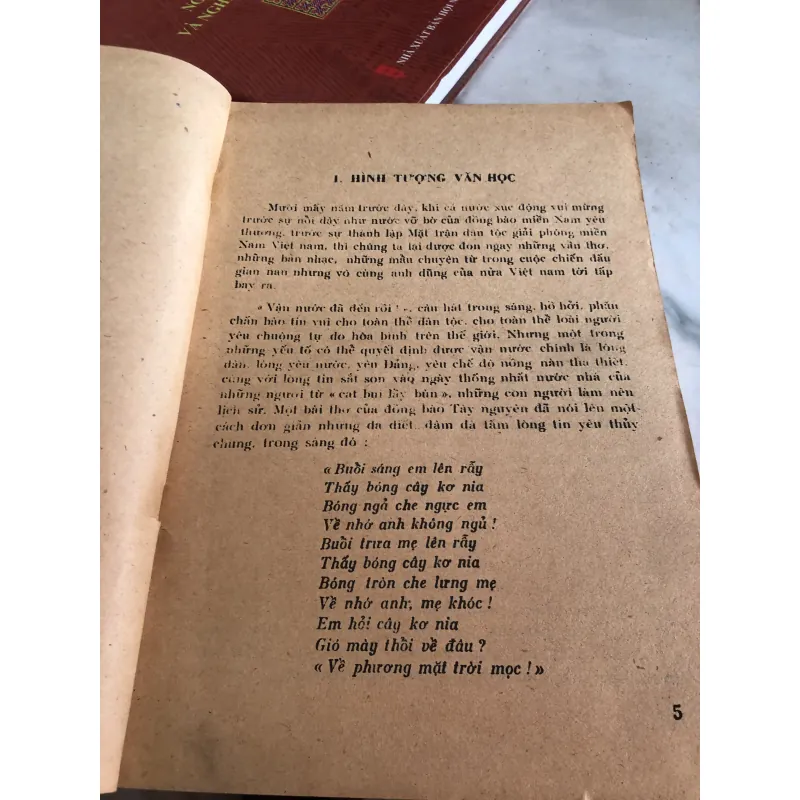 VÀ NGH
NHÀ XUẤT BẢN HỘI N
I. HÌNH TƯỢNG VĂN HỌC
Mười mấy năm trước đây, khi cả nước xúc động vui mừng
trước sự nổi dậy như nước vỡ bờ của đồng bào miền Nam yêu
thương, trước sự thành lập Mặt trận dân tộc giải phóng miền
Nam Việt nam, thì chúng ta lại được đón ngay những vần thơ,
những bản nhạc, những mẩu chuyện từ trong cuộc chiến đấu
gian nan nhưng vô cùng anh dũng của nửa Việt nam tới tấp
bay ra.
« Vận nước đã đến rồi ! », câu hát trong sáng, hồ hởi, phấn
chấn báo tin vui cho toàn thể dân tộc, cho toàn thể loài người
yêu chuộng tự do hòa bình trên thế giới. Nhưng một trong
những yếu tố có thể quyết định được vận nước chính là lòng
dân, lòng yêu nước, yêu Đảng, yêu chế độ nồng nàn tha thiết,
cùng với lòng tin sắt son vào ngày thống nhất nước nhà của
những người từ « cát bụi lầy bùn », những con người làm nên
lịch sử. Một bài thơ của đồng bào Tây nguyên đã nói lên một
cách đơn giản nhưng da diết, đậm đà tấm lòng tin yêu thủy
chung, trong sáng đó :
« Buổi sáng em lên rẫy
Thấy bóng cây kơ nia
Bóng ngả che ngực em
Về nhớ anh không ngủ !
Buổi trưa mẹ lên rẫy
Thấy bóng cây kơ nia
Bóng tròn che lưng mẹ
Về nhớ anh, mẹ khóc !
Em hỏi cây kơ nia
Gió mày thổi về đâu ?
« Về phương mặt trời mọc ! »
5